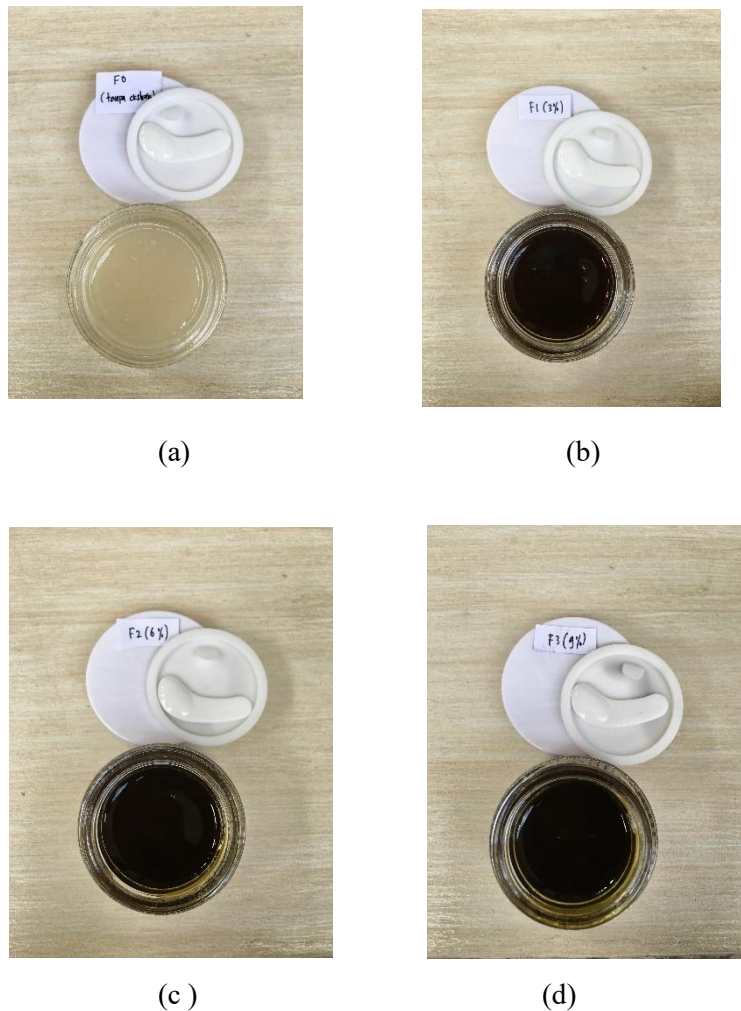 F0
(tanpa ekstrak)
F1 (3%)
(a)
(b)
F2 (6%)
F3 (9%)
(c )
(d)